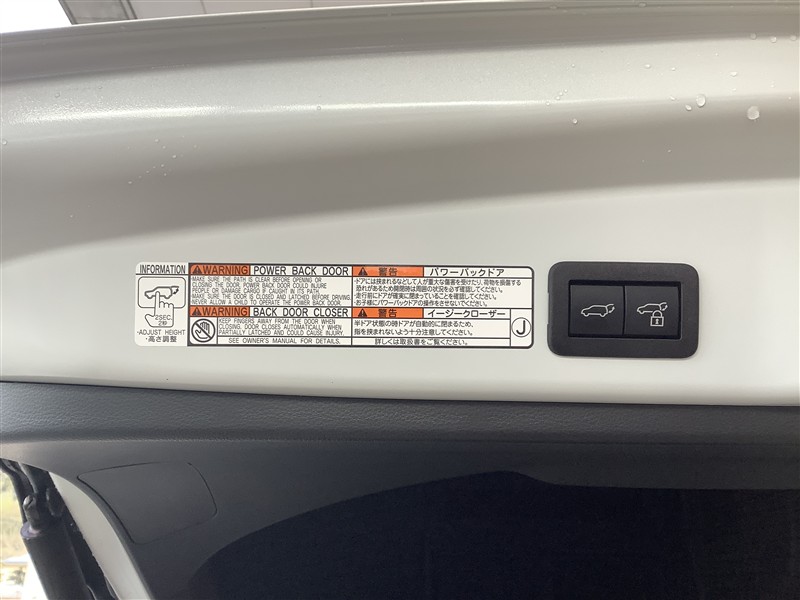 INFORMATION
2SEC.
2秒
・ADJUST HEIGHT
・高さ調整
WARNING POWER BACK DOOR
・MAKE SURE THE PATH IS CLEAR BEFORE OPENING OR
CLOSING THE DOOR. POWER BACK DOOR COULD INJURE
PEOPLE OR DAMAGE CARGO IF CAUGHT IN ITS PATH.
・MAKE SURE THE DOOR IS CLOSED AND LATCHED BEFORE DRIVING.
・NEVER ALLOW A CHILD TO OPERATE THE POWER BACK DOOR.
警告 パワーバックドア
・ドアには挟まれるなどして人が重大な傷害を受けたり、荷物を損傷する
恐れがあるため開閉時は周囲の状況を必ず確認してください。
・走行前にドアが確実に閉まっていることを確認してください。
・お子様にパワーバックドアの操作をさせないでください。
WARNING BACK DOOR CLOSER
KEEP FINGERS AWAY FROM THE DOOR WHEN
CLOSING. DOOR CLOSES AUTOMATICALLY WHEN
PARTIALLY LATCHED AND COULD CAUSE INJURY.
警告 イージークローザー
半ドア状態の時ドアが自動的に閉まるため、
指を挟まれないよう十分注意してください。
J
SEE OWNER'S MANUAL FOR DETAILS.
詳しくは取扱書をご覧ください。